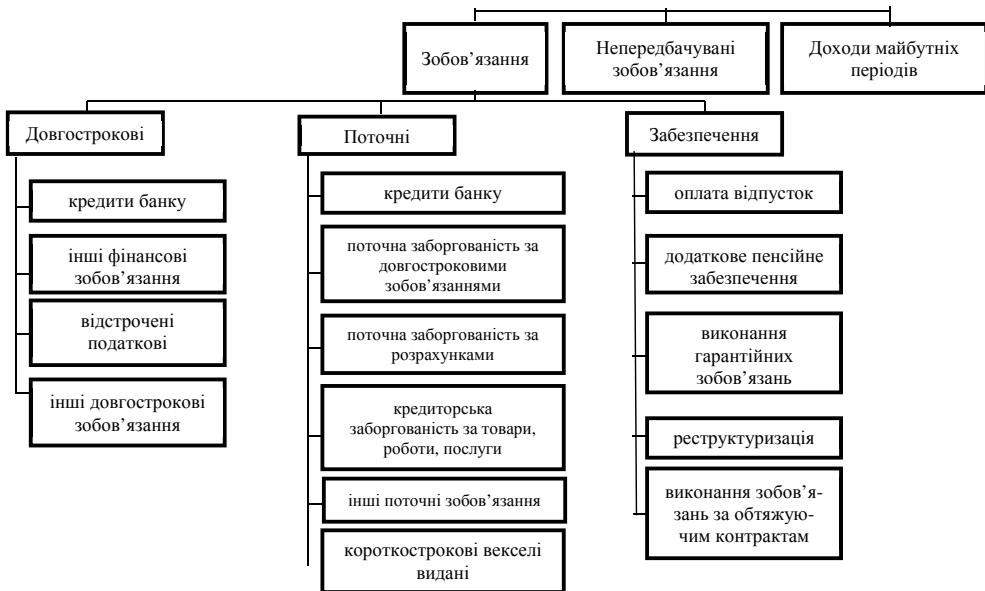 Зобов’язання
Непередбачувані
зобов’язання
Доходи майбутніх
періодів
Довгострокові
Поточні
Забезпечення
кредити банку
інші фінансові
зобов’язання
відстрочені
податкові
інші довгострокові
зобов’язання
кредити банку
поточна заборгованість за
довгостроковими
зобов’язаннями
поточна заборгованість за
розрахунками
кредиторська
заборгованість за товари,
роботи, послуги
інші поточні зобов’язання
короткострокові векселі
видані
оплата відпусток
додаткове пенсійне
забезпечення
виконання
гарантійних
зобов’язань
реструктуризація
виконання зобов’я-
зань за обтяжую-
чим контрактам